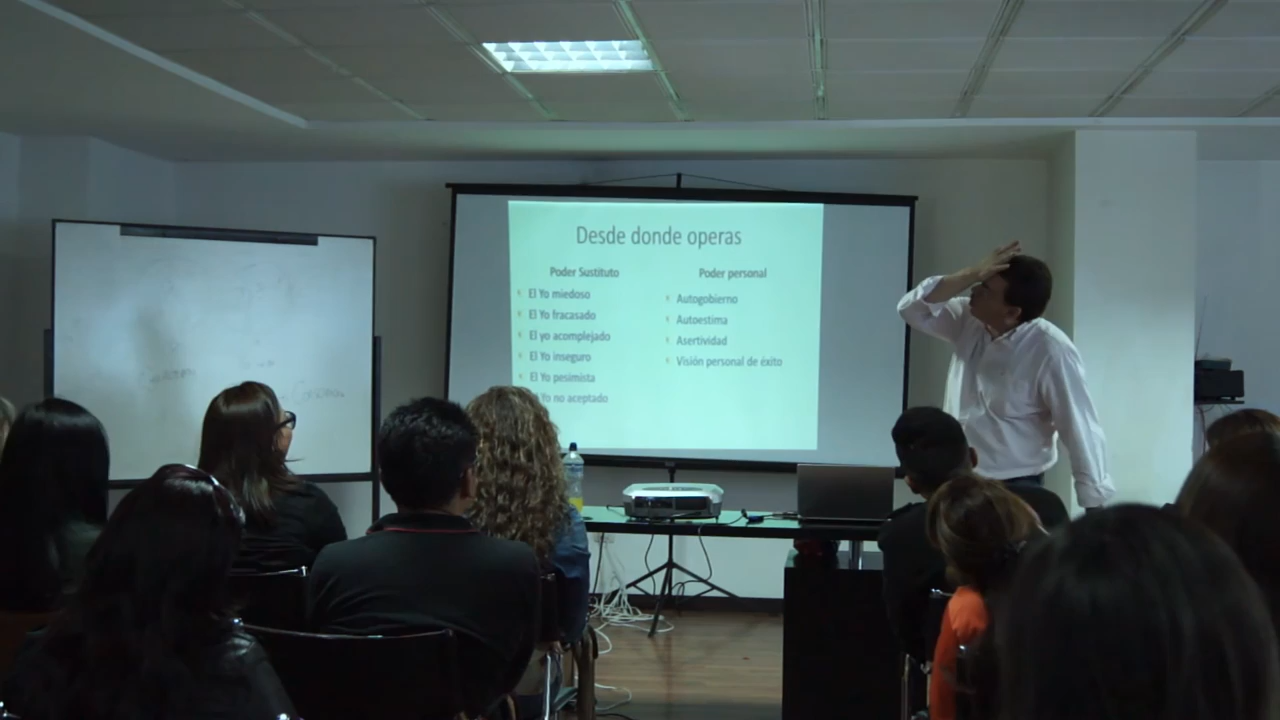 Desde donde operas
Poder Sustituto
El Yo miedoso
El Yo fracasado
El yo acomplejado
El Yo inseguro
El Yo pesimista
Yo no aceptado
Poder personal
Autogobierno
Autoestima
Asertividad
Visión personal de éxito